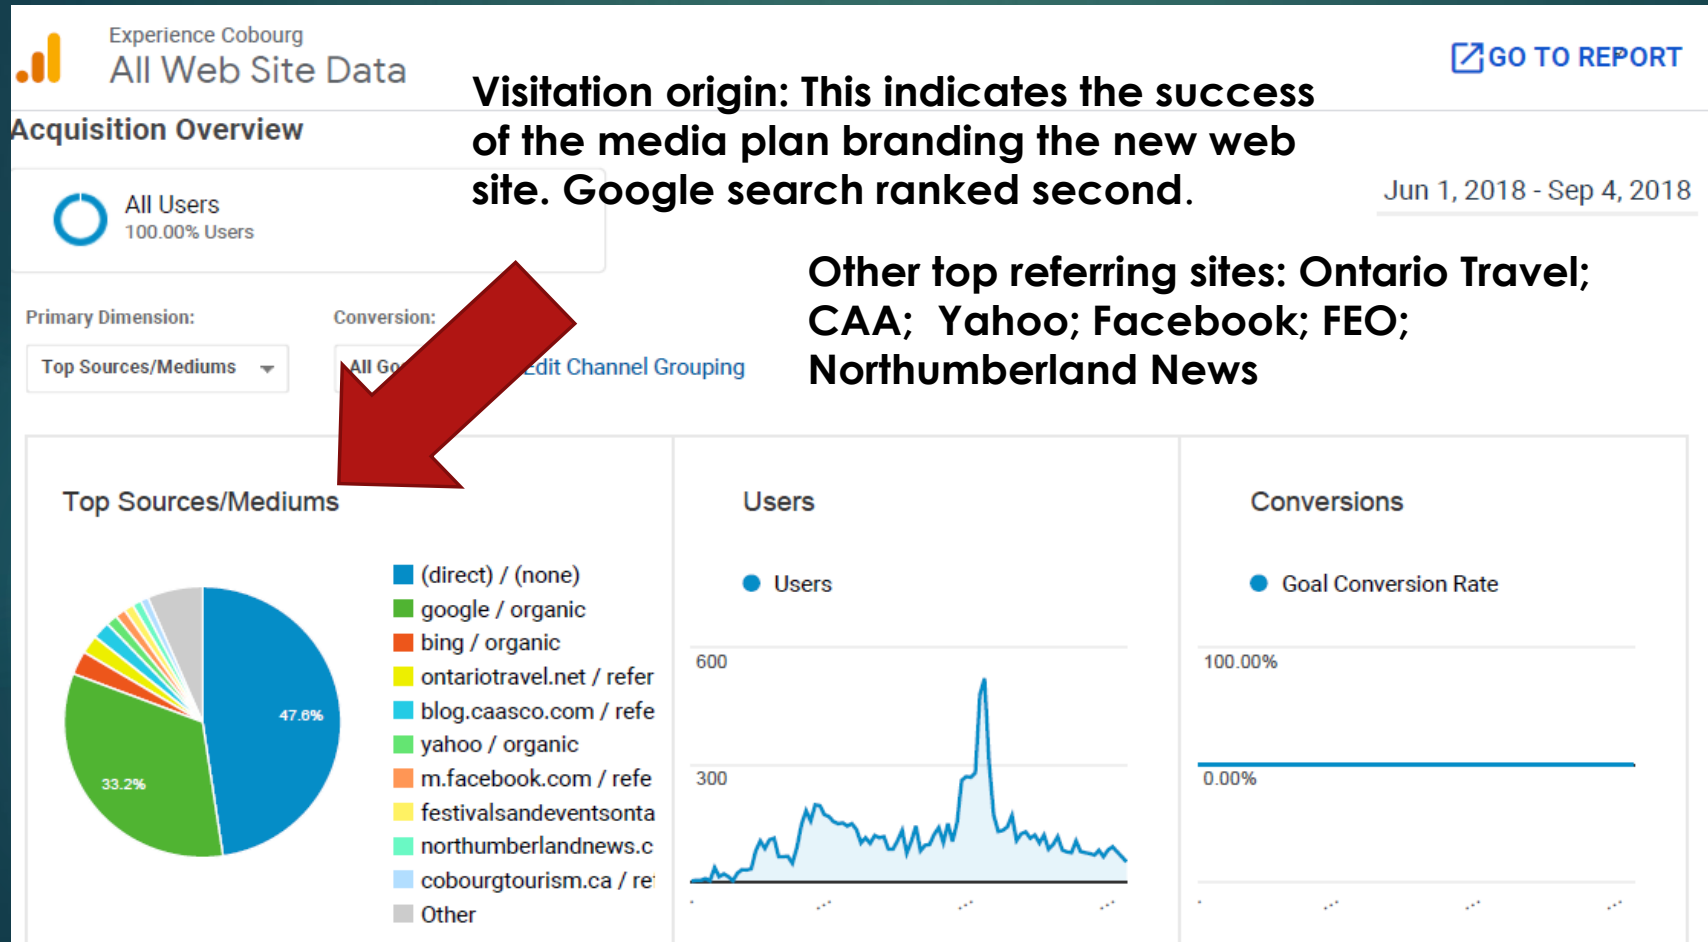 Experience Cobourg
All Web Site Data
GO TO REPORT
Visitation origin: This indicates the success
of the media plan branding the new web
site. Google search ranked second.
Acquisition Overview
All Users
100.00% Users
Jun 1, 2018 - Sep 4, 2018
Other top referring sites: Ontario Travel;
CAA; Yahoo; Facebook; FEO;
Northumberland News
Primary Dimension:
Conversion:
Top Sources/Mediums
All Go
Edit Channel Grouping
Top Sources/Mediums
(direct) / (none)
google / organic
bing / organic
ontariotravel.net / refer
blog.caasco.com / refe
yahoo / organic
m.facebook.com / refe
festivalsandeventsonta
northumberlandnews.c
cobourgtourism.ca / re
Other
47.6%
33.2%
Users
Users
600
300
...
...
...
Conversions
Goal Conversion Rate
100.00%
0.00%
...
...
...